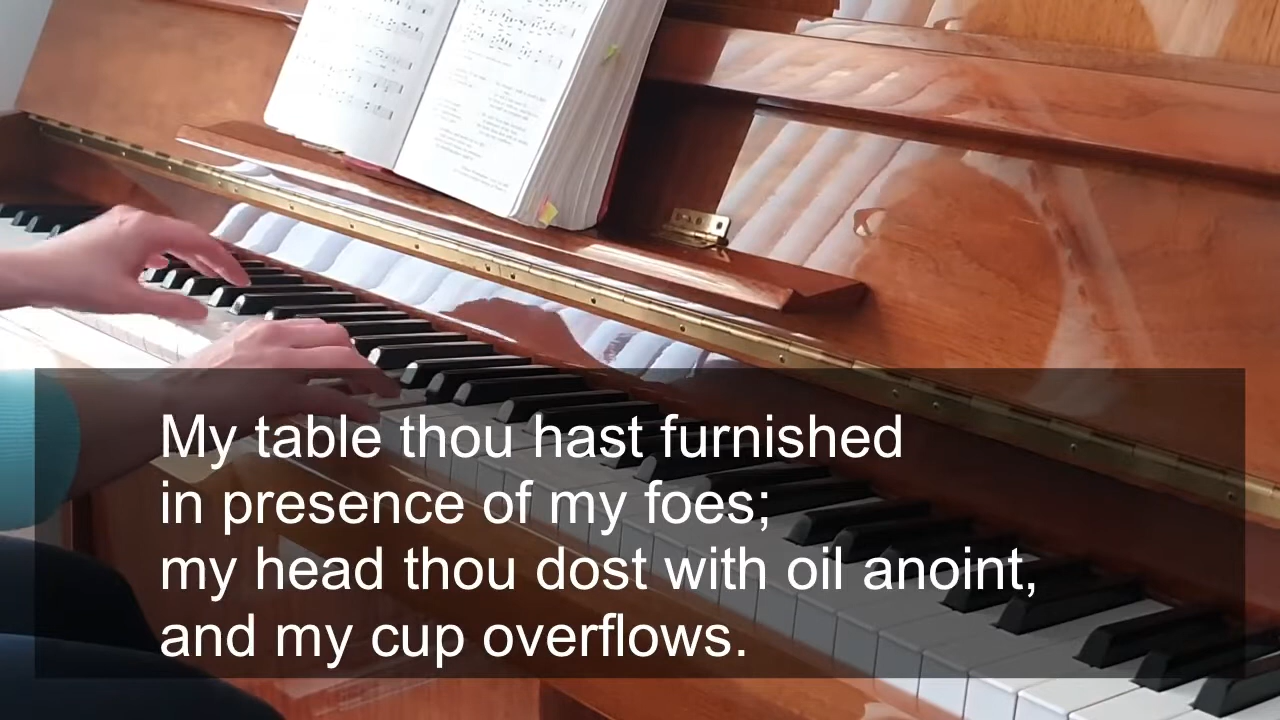 My table thou hast furnished
in presence of my foes;
my head thou dost with oil anoint,
and my cup overflows.